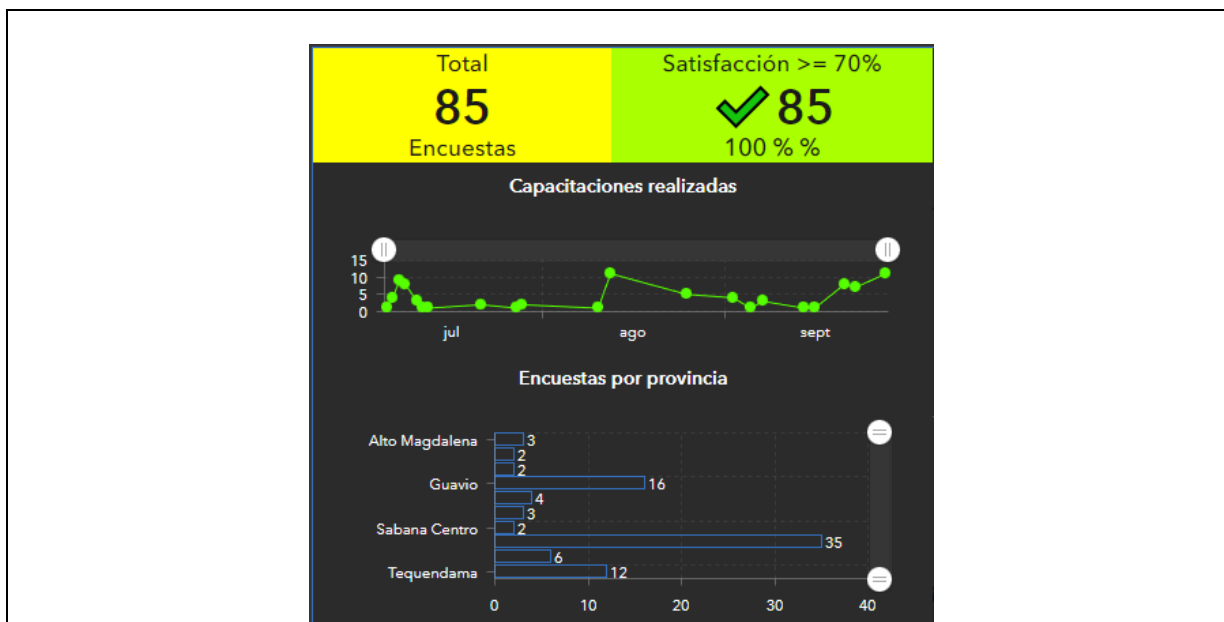 Total
85
Encuestas
Satisfacción >= 70%
85
100 % %
Capacitaciones realizadas
15
10
5
0
jul ago sept
Encuestas por provincia
Alto Magdalena 3
2
2
Guavio 16
4
3
Sabana Centro 2
35
6
Tequendama 12
0 10 20 30 40